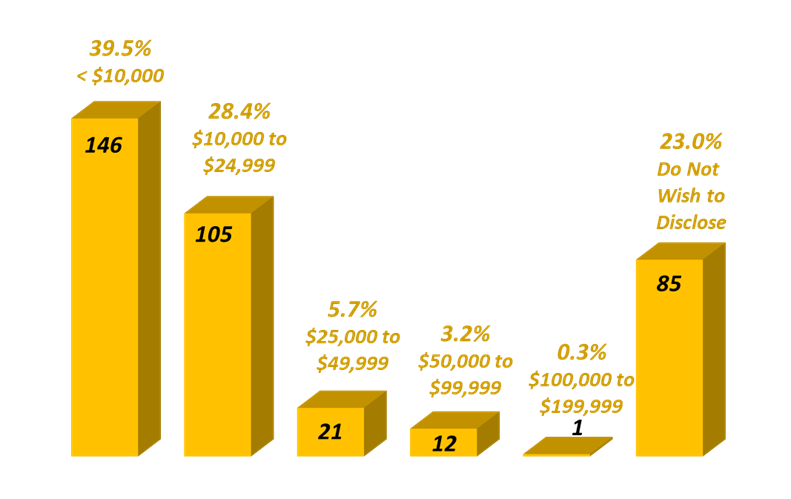 39.5%
< $10,000
146
28.4%
$10,000 to
$24,999
105
5.7%
$25,000 to
$49,999
21
3.2%
$50,000 to
$99,999
12
0.3%
$100,000 to
$199,999
1
23.0%
Do Not
Wish to
Disclose
85